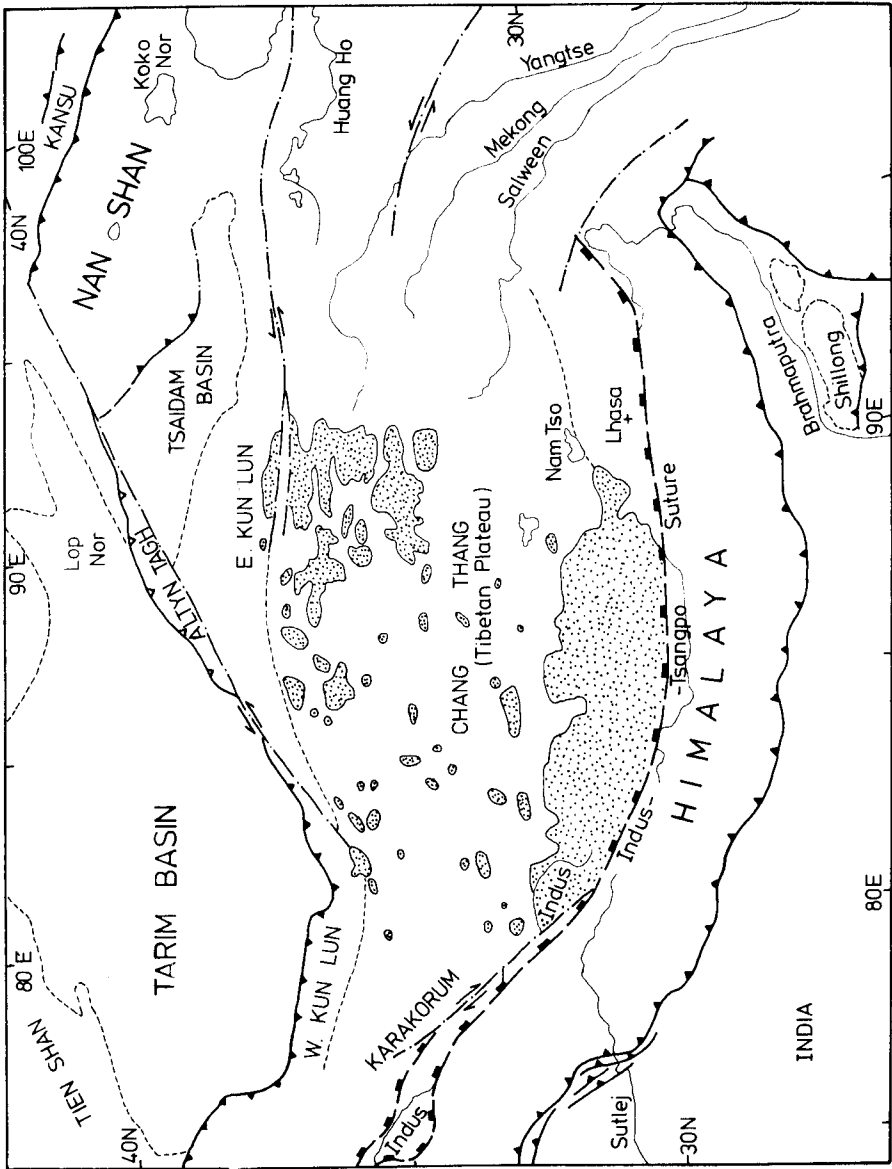 TIEN SHAN
80°E
90°E
40N
100E
KANSU
Koko
Nor
NAN SHAN
Lop
Nor
ALTYN TAGH
TSAIDAM
BASIN
TARIM BASIN
40N
W. KUN LUN
E. KUN LUN
Huang Ho
30N
Yangtse
Mekong
Salween
CHANG THANG
(Tibetan Plateau)
KARAKORUM
Indus
Indus
Nam Tso
Lhasa
Indus-
-Tsangpo
Suture
HIMALAYA
Brahmaputra
Shillong
Sutlej
30N
INDIA
80E
90E